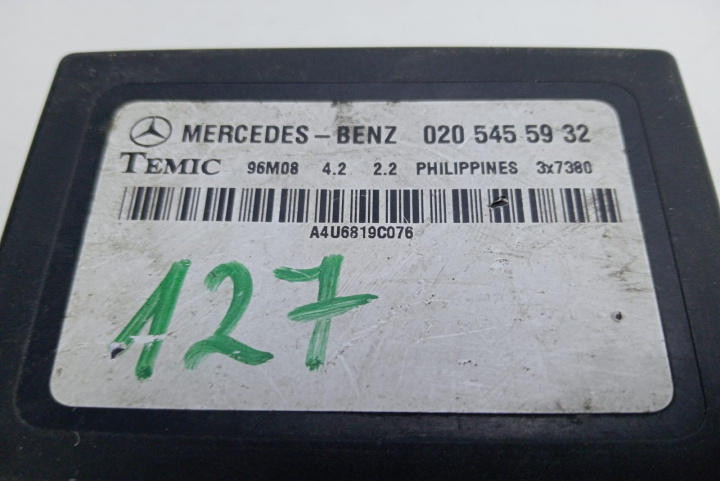 MERCEDES-BENZ 020 545 59 32
TEMIC 96M08 4.2 2.2 PHILIPPINES 3x7380
A4U6819C076
127